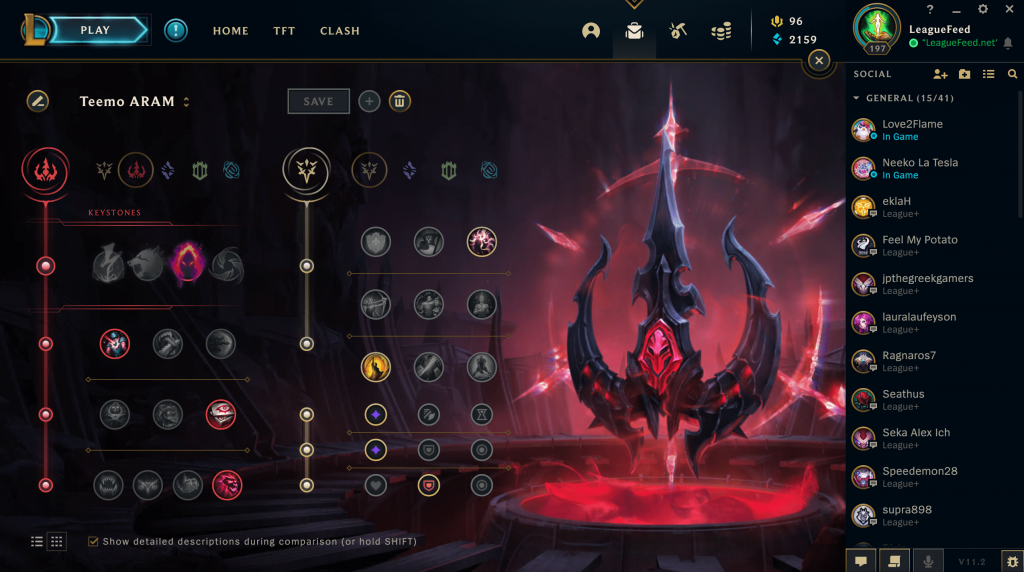 PLAY
HOME
TFT
CLASH
96
2159
197
LeagueFeed
"LeagueFeed.net'
Teemo ARAM
SAVE
KEYSTONES
Show detailed descriptions during comparison (or hold SHIFT)
SOCIAL
GENERAL (15/41)
Love2Flame
In Game
Neeko La Tesla
In Game
eklaH
League+
Feel My Potato
League+
jpthegreekgamers
League+
lauralaufeyson
League+
Ragnaros7
League+
Seathus
League+
Seka Alex Ich
League+
Speedemon28
League+
supra898
League+
V11.2